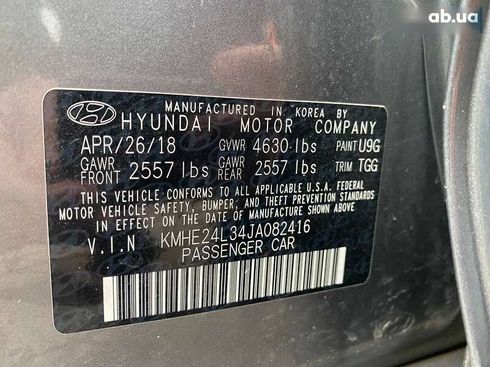 ab.ua
MANUFACTURED IN KOREA BY
HYUNDAI MOTOR COMPANY
APR/26/18 GVWR 4630 lbs PAINT U9G
GAWR FRONT 2557 lbs GAWR REAR 2557 lbs TRIM TGG
THIS VEHICLE CONFORMS TO ALL APPLICABLE U.S.A. FEDERAL
MOTOR VEHICLE SAFETY, BUMPER, AND THEFT PREVENTION STANDARDS
IN EFFECT ON THE DATE OF MANUFACTURE SHOWN ABOVE.
V.I.N KMHE24L34JA082416
PASSENGER CAR